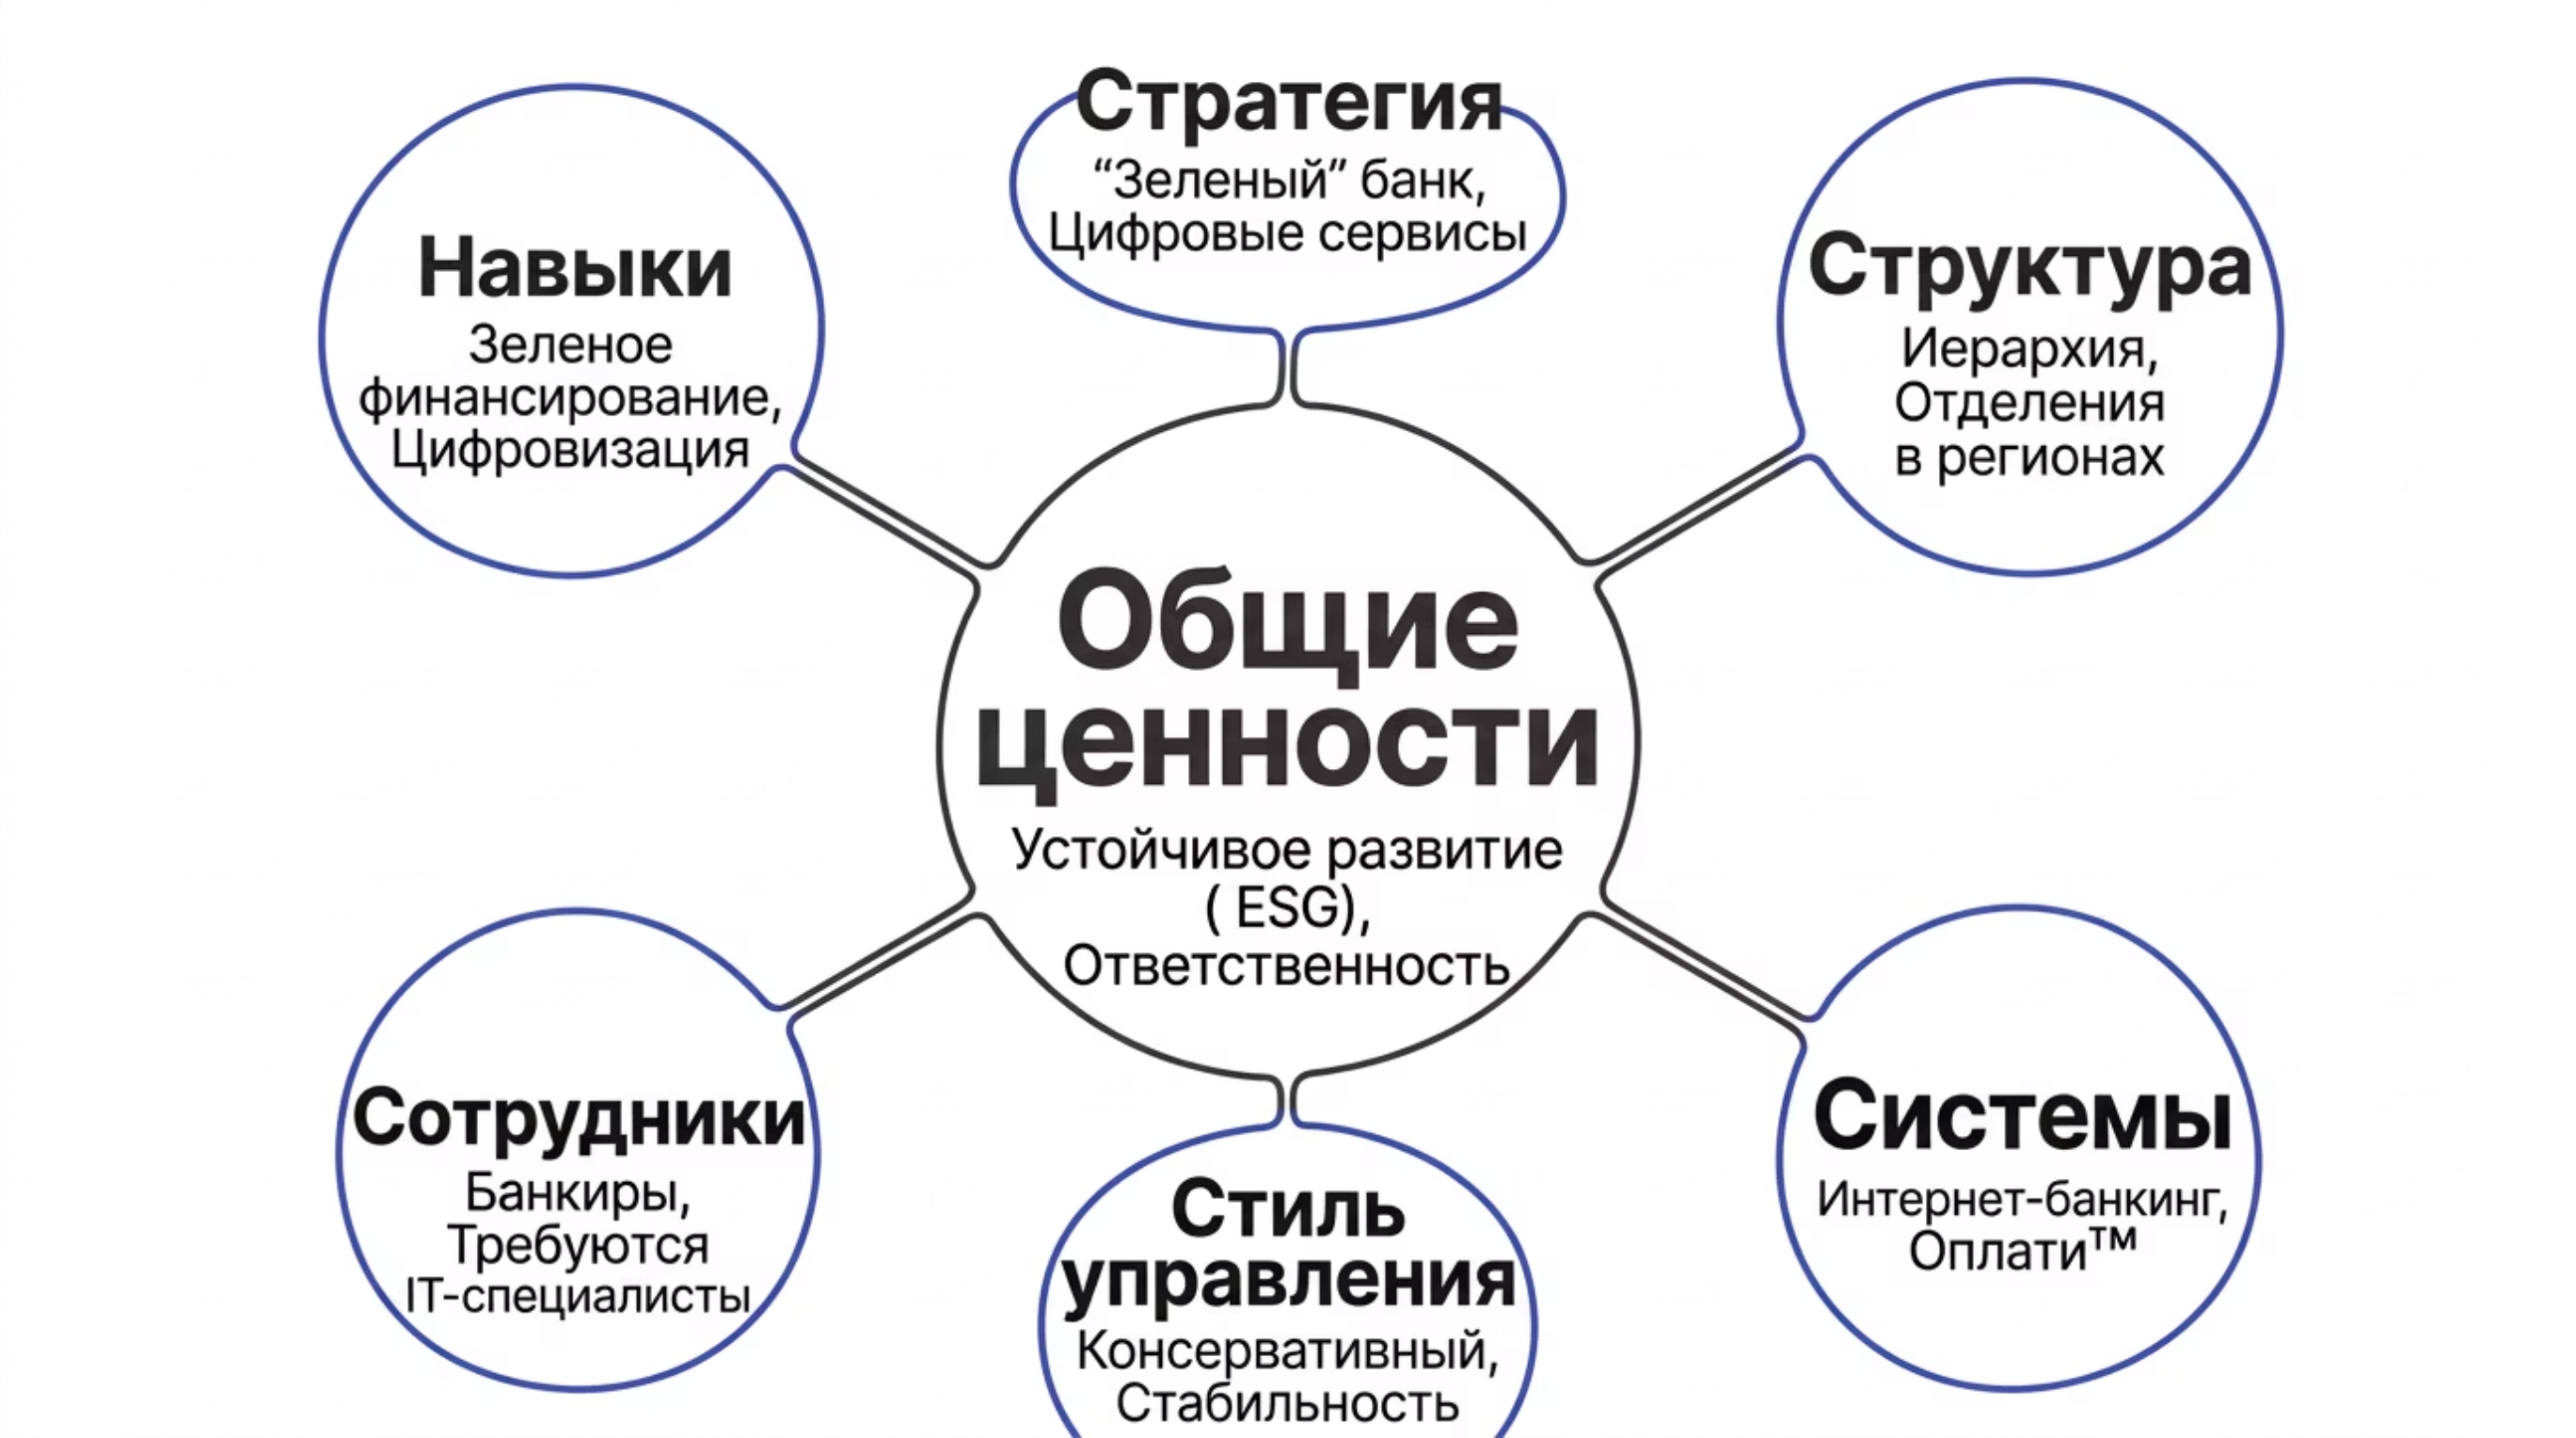 Стратегия
“Зеленый” банк,
Цифровые сервисы
Навыки
Зеленое
финансирование,
Цифровизация
Структура
Иерархия,
Отделения
в регионах
Общие
ценности
Устойчивое развитие
( ESG),
Ответственность
Сотрудники
Банкиры,
Требуются
IT-специалисты
Стиль
управления
Консервативный,
Стабильность
Системы
Интернет-банкинг,
Оплати™